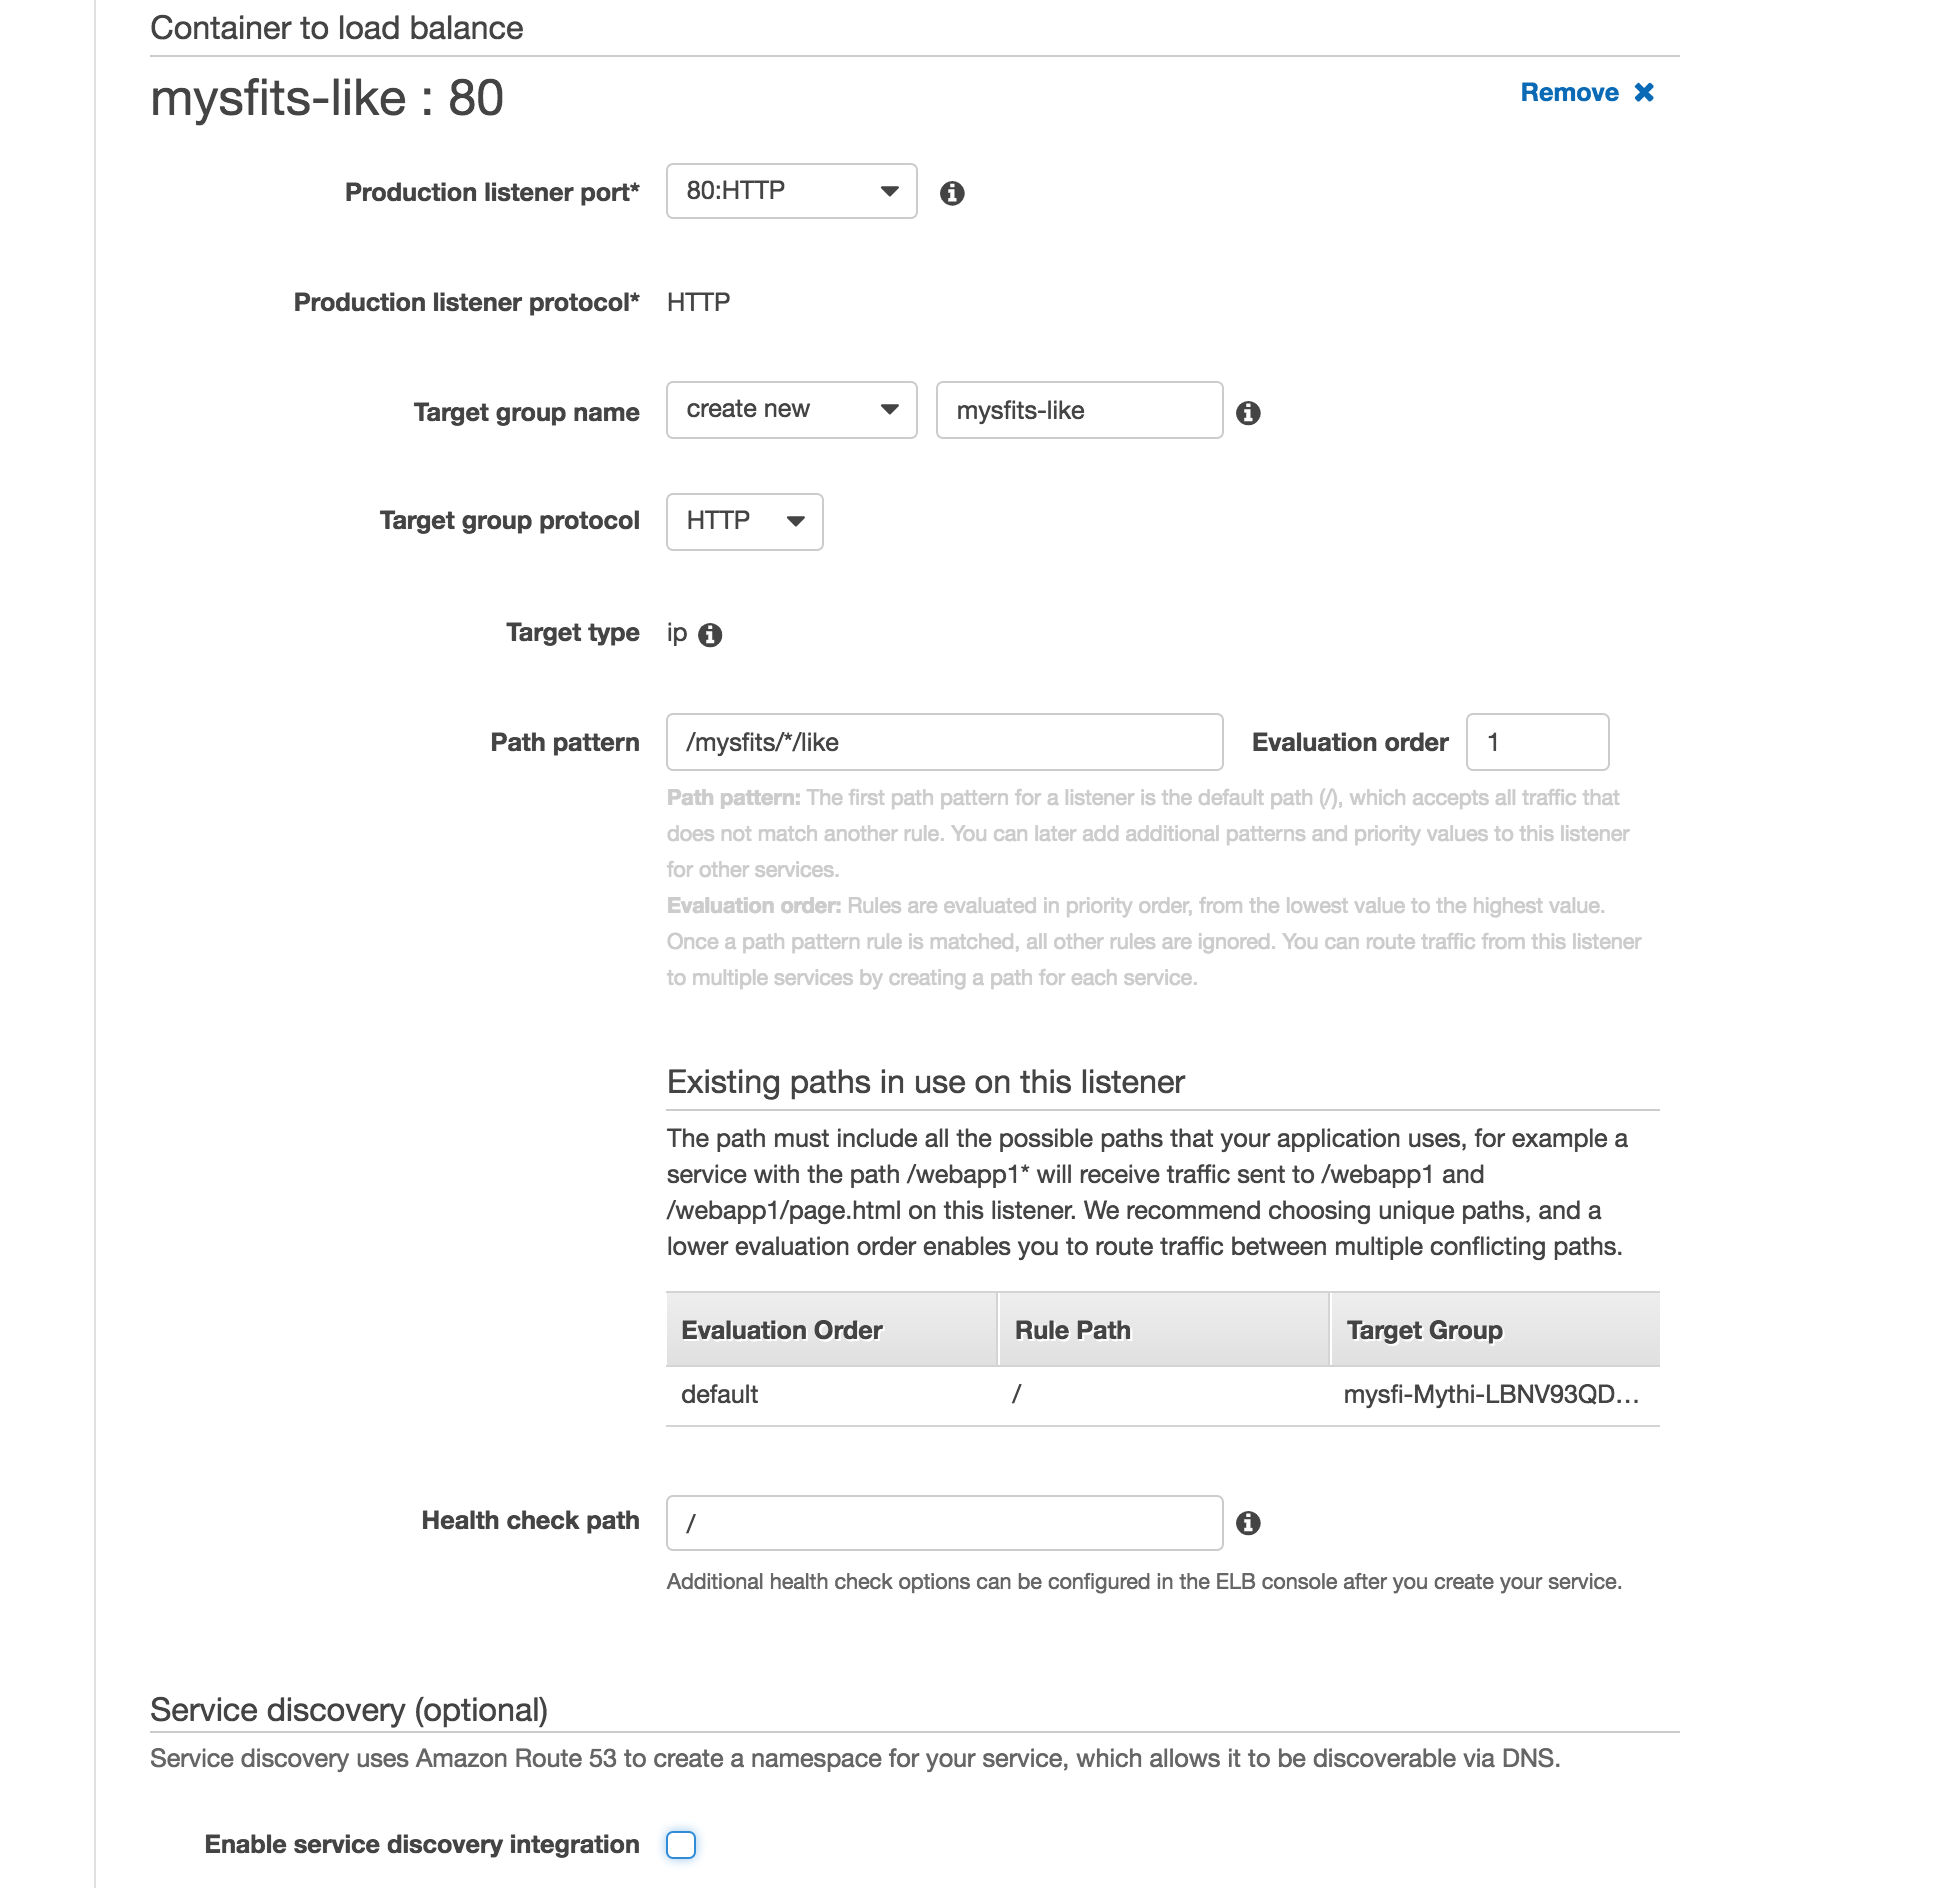 Container to load balance
mysfits-like : 80
Remove ✖
Production listener port* 80:HTTP
Production listener protocol* HTTP
Target group name create new mysfits-like
Target group protocol HTTP
Target type ip
Path pattern /mysfits/*/like Evaluation order 1
Path pattern: The first path pattern for a listener is the default path (/), which accepts all traffic that
does not match another rule. You can later add additional patterns and priority values to this listener
for other services.
Evaluation order: Rules are evaluated in priority order, from the lowest value to the highest value.
Once a path pattern rule is matched, all other rules are ignored. You can route traffic from this listener
to multiple services by creating a path for each service.
Existing paths in use on this listener
The path must include all the possible paths that your application uses, for example a
service with the path /webapp1* will receive traffic sent to /webapp1 and
/webapp1/page.html on this listener. We recommend choosing unique paths, and a
lower evaluation order enables you to route traffic between multiple conflicting paths.
Evaluation Order Rule Path Target Group
default / mysfi-Mythi-LBNV93QD...
Health check path /
Additional health check options can be configured in the ELB console after you create your service.
Service discovery (optional)
Service discovery uses Amazon Route 53 to create a namespace for your service, which allows it to be discoverable via DNS.
Enable service discovery integration